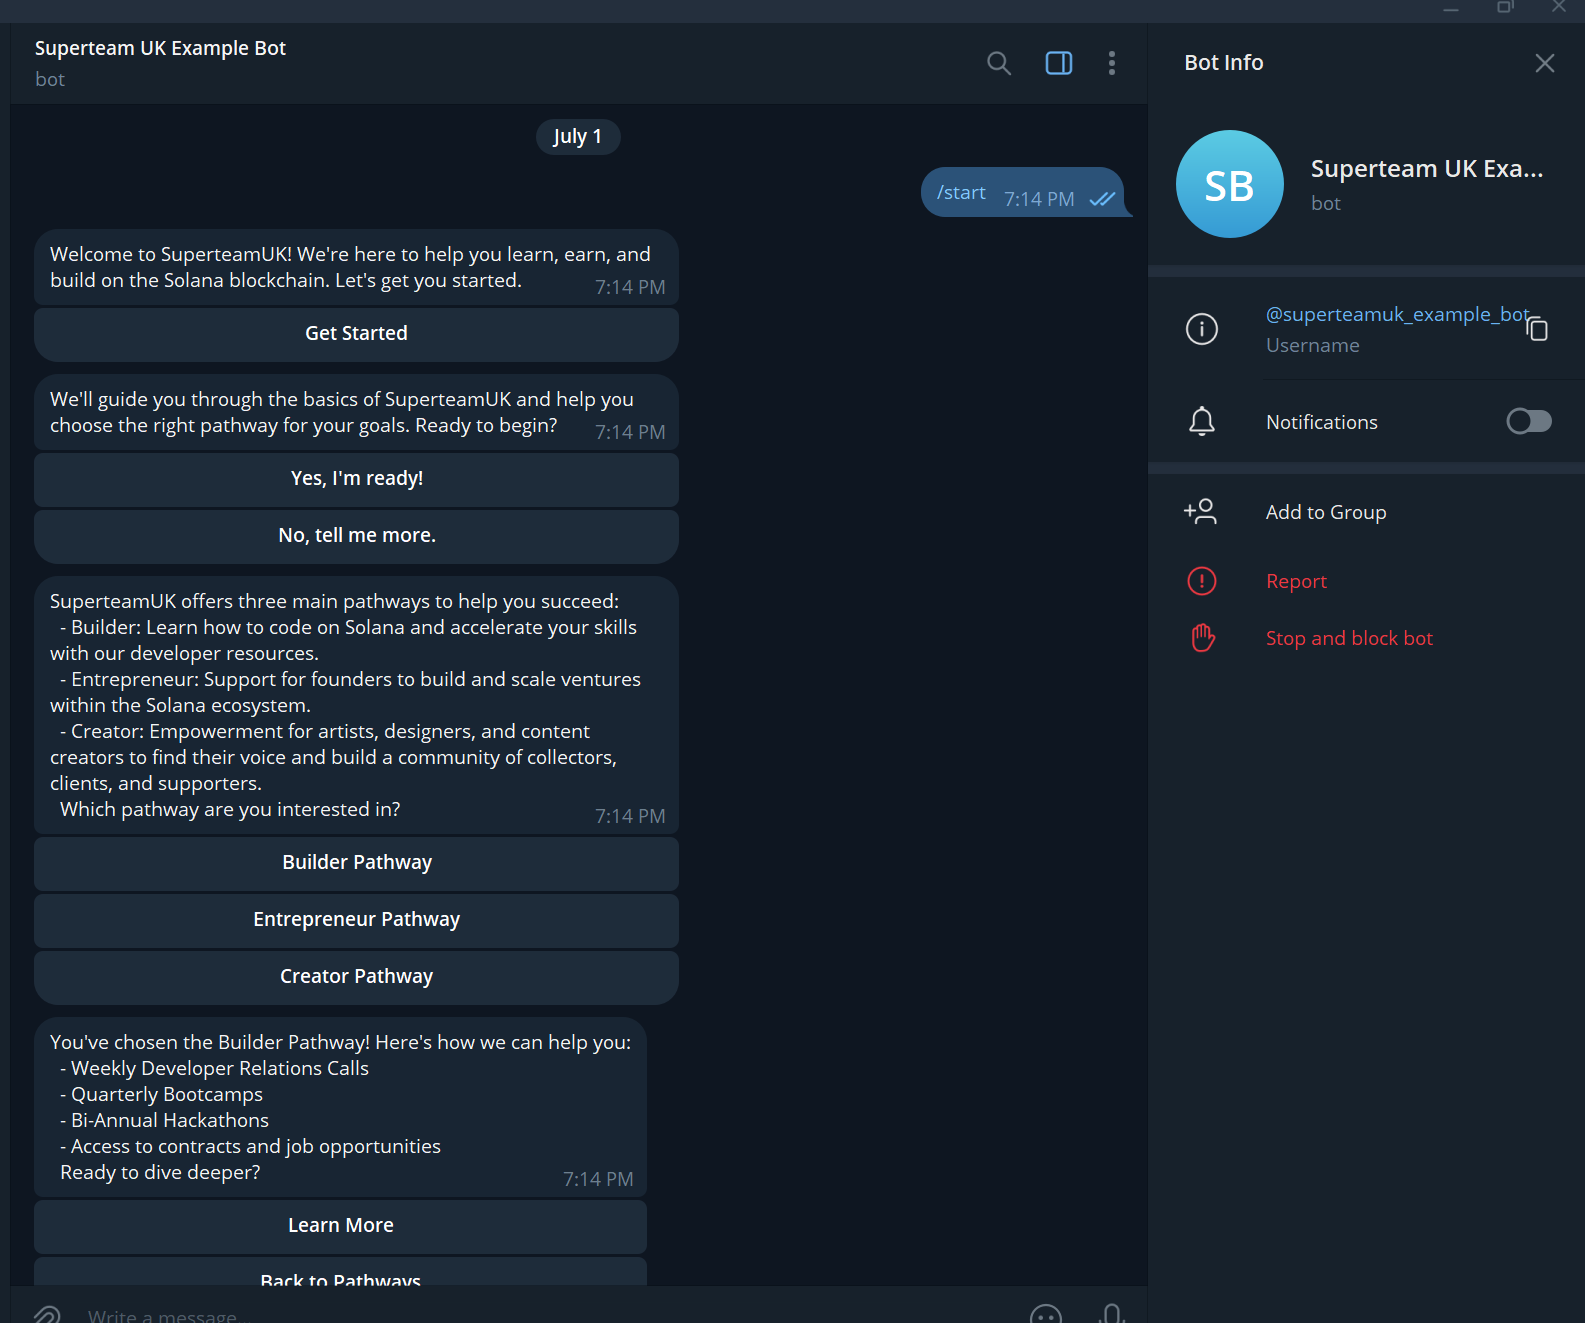 Superteam UK Example Bot
bot
July 1
/start 7:14 PM
Welcome to SuperteamUK! We're here to help you learn, earn, and
build on the Solana blockchain. Let's get you started. 7:14 PM
Get Started
We'll guide you through the basics of SuperteamUK and help you
choose the right pathway for your goals. Ready to begin? 7:14 PM
Yes, I'm ready!
No, tell me more.
SuperteamUK offers three main pathways to help you succeed:
- Builder: Learn how to code on Solana and accelerate your skills
with our developer resources.
- Entrepreneur: Support for founders to build and scale ventures
within the Solana ecosystem.
- Creator: Empowerment for artists, designers, and content
creators to find their voice and build a community of collectors,
clients, and supporters.
Which pathway are you interested in? 7:14 PM
Builder Pathway
Entrepreneur Pathway
Creator Pathway
You've chosen the Builder Pathway! Here's how we can help you:
- Weekly Developer Relations Calls
- Quarterly Bootcamps
- Bi-Annual Hackathons
- Access to contracts and job opportunities
Ready to dive deeper? 7:14 PM
Learn More
Back to Pathways
Write a message...
Bot Info
SB
Superteam UK Exa...
bot
@superteamuk_example_bot
Username
Notifications
Add to Group
Report
Stop and block bot